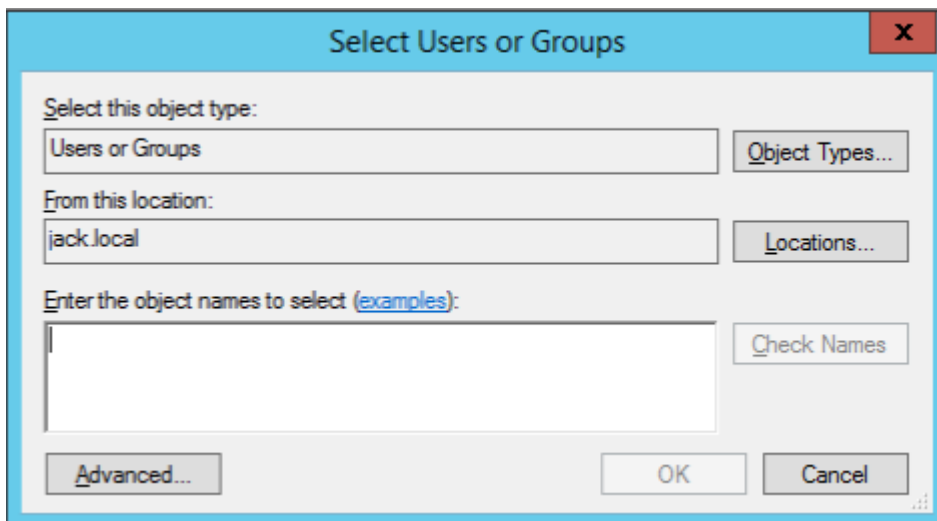 Select Users or Groups
x
Select this object type:
Users or Groups
Object Types...
From this location:
jack.local
Locations...
Enter the object names to select (examples):
Check Names
Advanced...
OK
Cancel